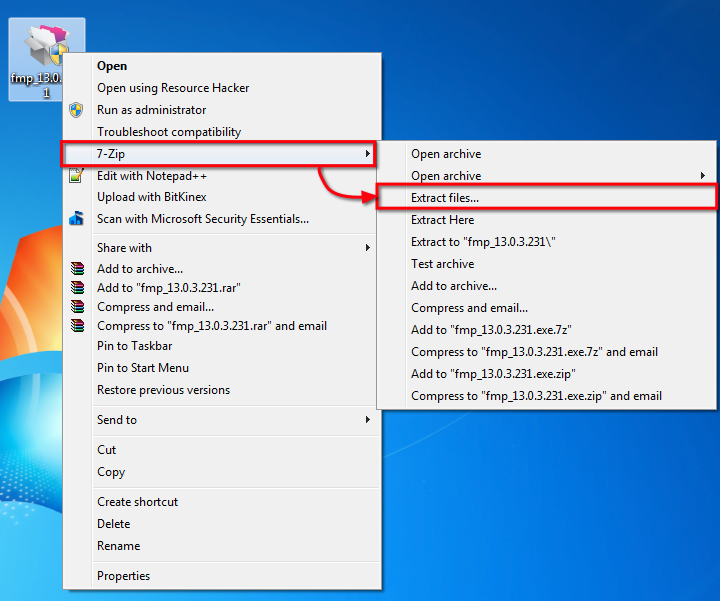 fmp_13.0.
1
Open
Open using Resource Hacker
Run as administrator
Troubleshoot compatibility
7-Zip
Edit with Notepad++
Upload with BitKinex
Scan with Microsoft Security Essentials...
Share with
Add to archive...
Add to "fmp_13.0.3.231.rar"
Compress and email...
Compress to "fmp_13.0.3.231.rar" and email
Pin to Taskbar
Pin to Start Menu
Restore previous versions
Send to
Cut
Copy
Create shortcut
Delete
Rename
Properties
Open archive
Open archive
Extract files...
Extract Here
Extract to "fmp_13.0.3.231\"
Test archive
Add to archive...
Compress and email...
Add to "fmp_13.0.3.231.exe.7z"
Compress to "fmp_13.0.3.231.exe.7z" and email
Add to "fmp_13.0.3.231.exe.zip"
Compress to "fmp_13.0.3.231.exe.zip" and email